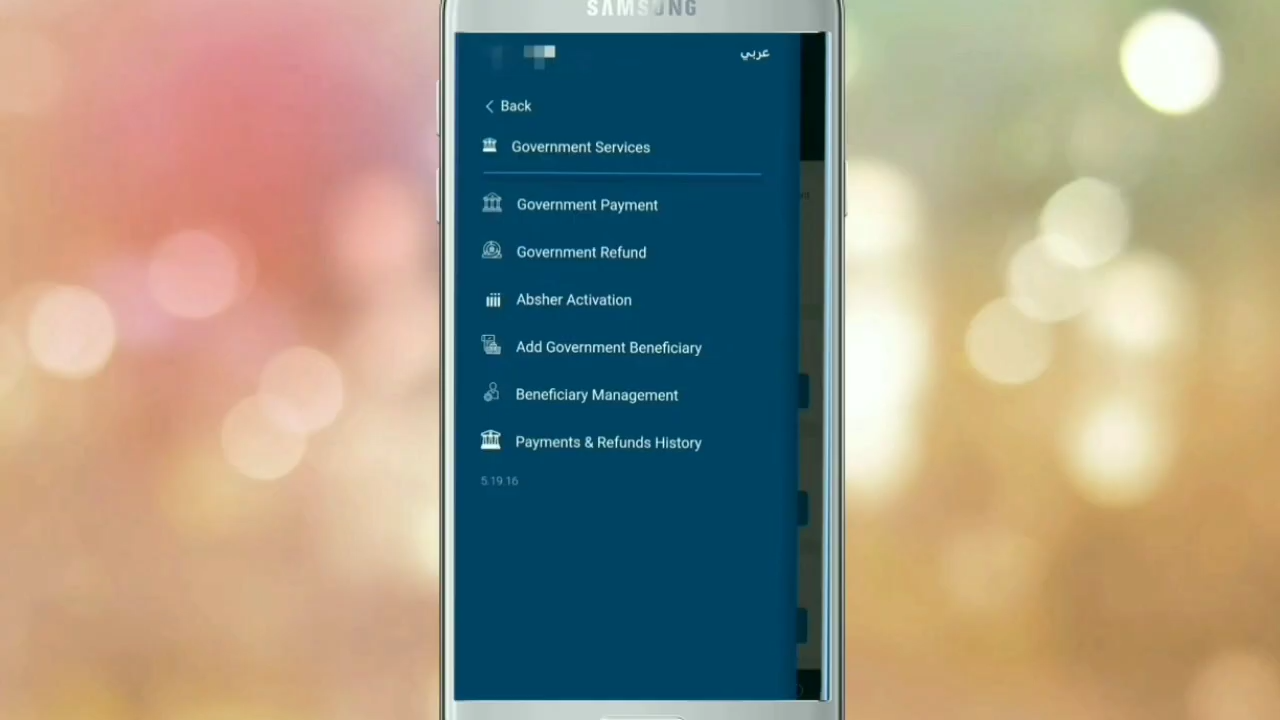 SAMSUNG
عربي
Back
Government Services
Government Payment
Government Refund
Absher Activation
Add Government Beneficiary
Beneficiary Management
Payments & Refunds History
5.19.16